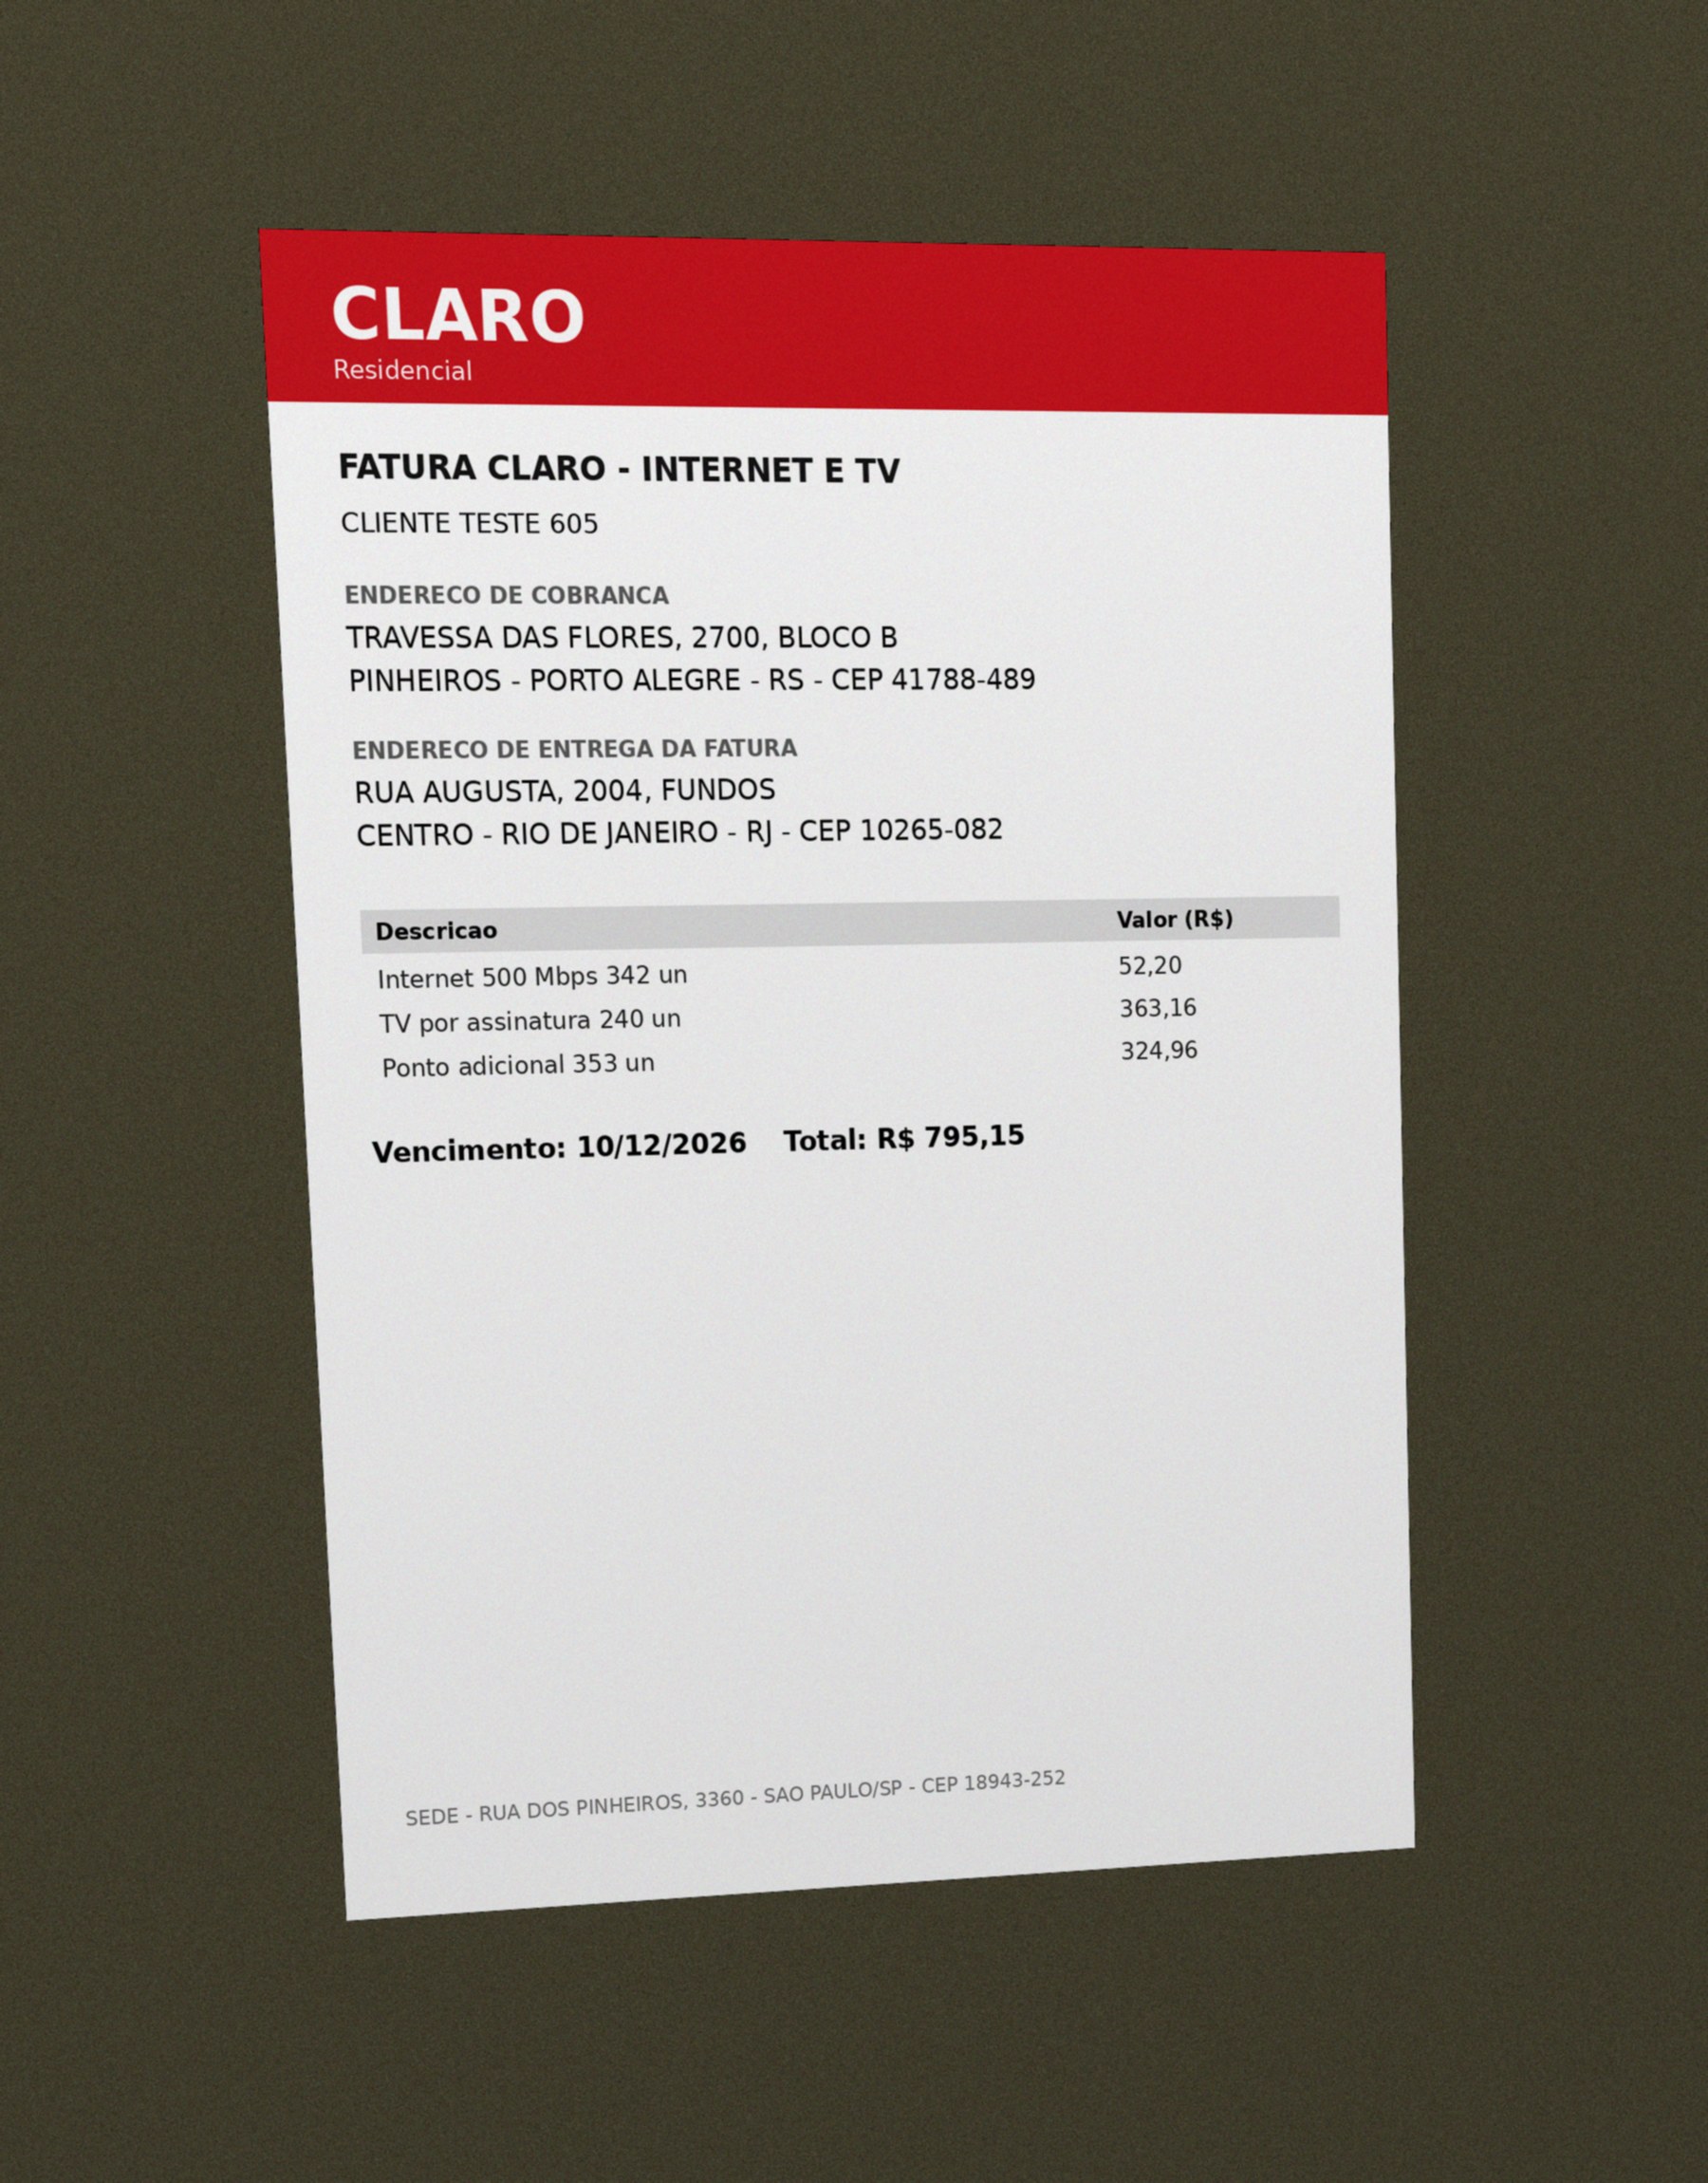 CLARO
Residencial
FATURA CLARO - INTERNET E TV
CLIENTE TESTE 605
ENDERECO DE COBRANCA
TRAVESSA DAS FLORES, 2700, BLOCO B
PINHEIROS - PORTO ALEGRE - RS - CEP 41788-489
ENDERECO DE ENTREGA DA FATURA
RUA AUGUSTA, 2004, FUNDOS
CENTRO - RIO DE JANEIRO - RJ - CEP 10265-082
Descricao Valor (R$)
Internet 500 Mbps 342 un 52,20
TV por assinatura 240 un 363,16
Ponto adicional 353 un 324,96
Vencimento: 10/12/2026 Total: R$ 795,15
SEDE - RUA DOS PINHEIROS, 3360 - SAO PAULO/SP - CEP 18943-252